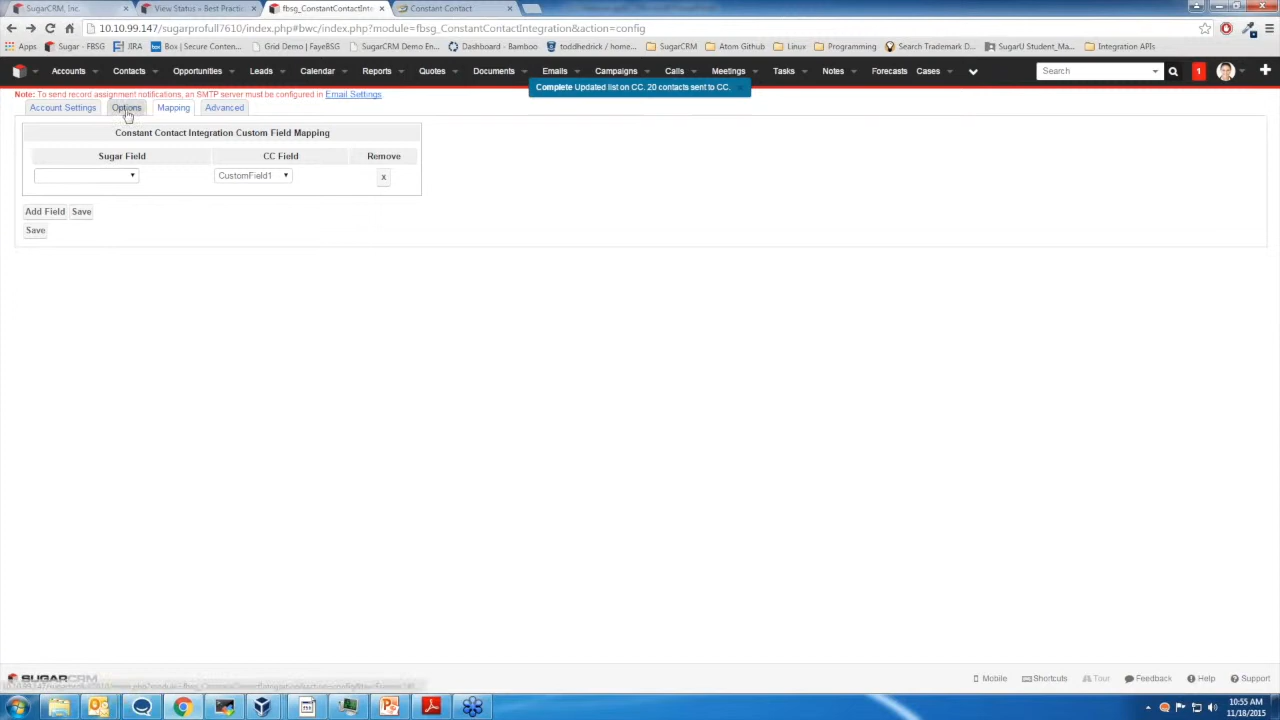 SugarCRM, Inc.
View Status » Best Practic
fbsg_ConstantContactInte
Constant Contact
10.10.99.147/sugarprofull7610/index.php#bwc/index.php?module=fbsg_ConstantContactIntegration&action=config
Apps
Sugar - FBSG
JIRA
Box | Secure Conten...
Grid Demo | FayeBSG
SugarCRM Demo En...
Dashboard - Bamboo
toddhedrick / home...
SugarCRM
Atom Github
Linux
Programming
Search Trademark D...
SugarU Student_Ma...
Integration APIs
Accounts
Contacts
Opportunities
Leads
Calendar
Reports
Quotes
Documents
Emails
Campaigns
Calls
Meetings
Tasks
Notes
Forecasts
Cases
Search
1
Complete Updated list on CC. 20 contacts sent to CC.
Note: To send record assignment notifications, an SMTP server must be configured in Email Settings
Account Settings
Options
Mapping
Advanced
Constant Contact Integration Custom Field Mapping
Sugar Field
CC Field
Remove
CustomField1
x
Add Field
Save
Save
SUGARCRM
Mobile
Shortcuts
Tour
Feedback
Help
Support
10:55 AM
11/18/2015